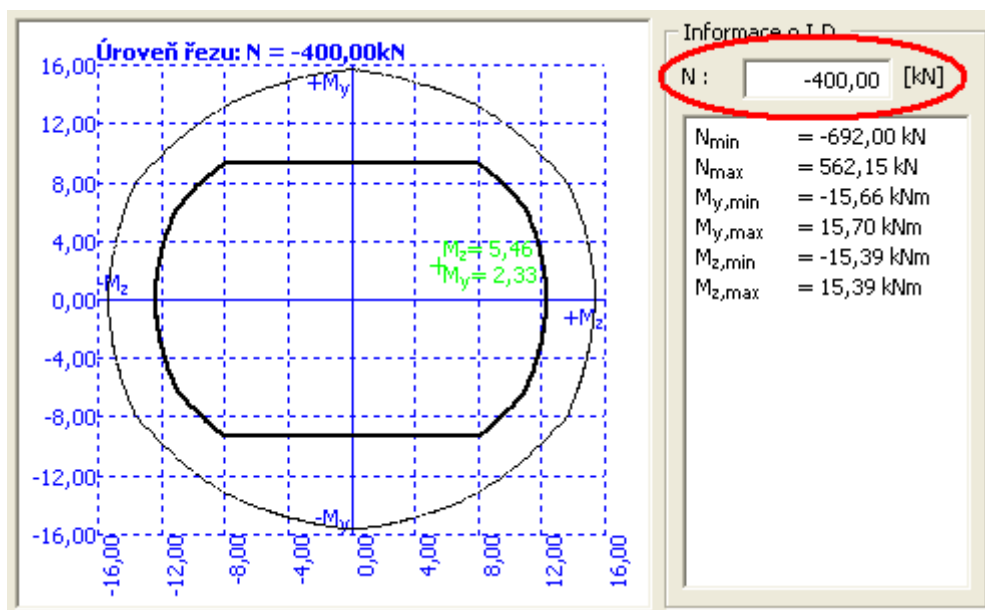 Úroveň řezu: N = -400,00kN
16,00
+My
12,00
8,00
4,00
Mz= 5,46
My= 2,33
-Mz
0,00
+Mz
-4,00
-8,00
-12,00
-My
-16,00
-16,00
-12,00
-8,00
-4,00
0,00
4,00
8,00
12,00
16,00
Informace o I.D.
N : -400,00 [kN]
Nmin = -692,00 kN
Nmax = 562,15 kN
My,min = -15,66 kNm
My,max = 15,70 kNm
Mz,min = -15,39 kNm
Mz,max = 15,39 kNm